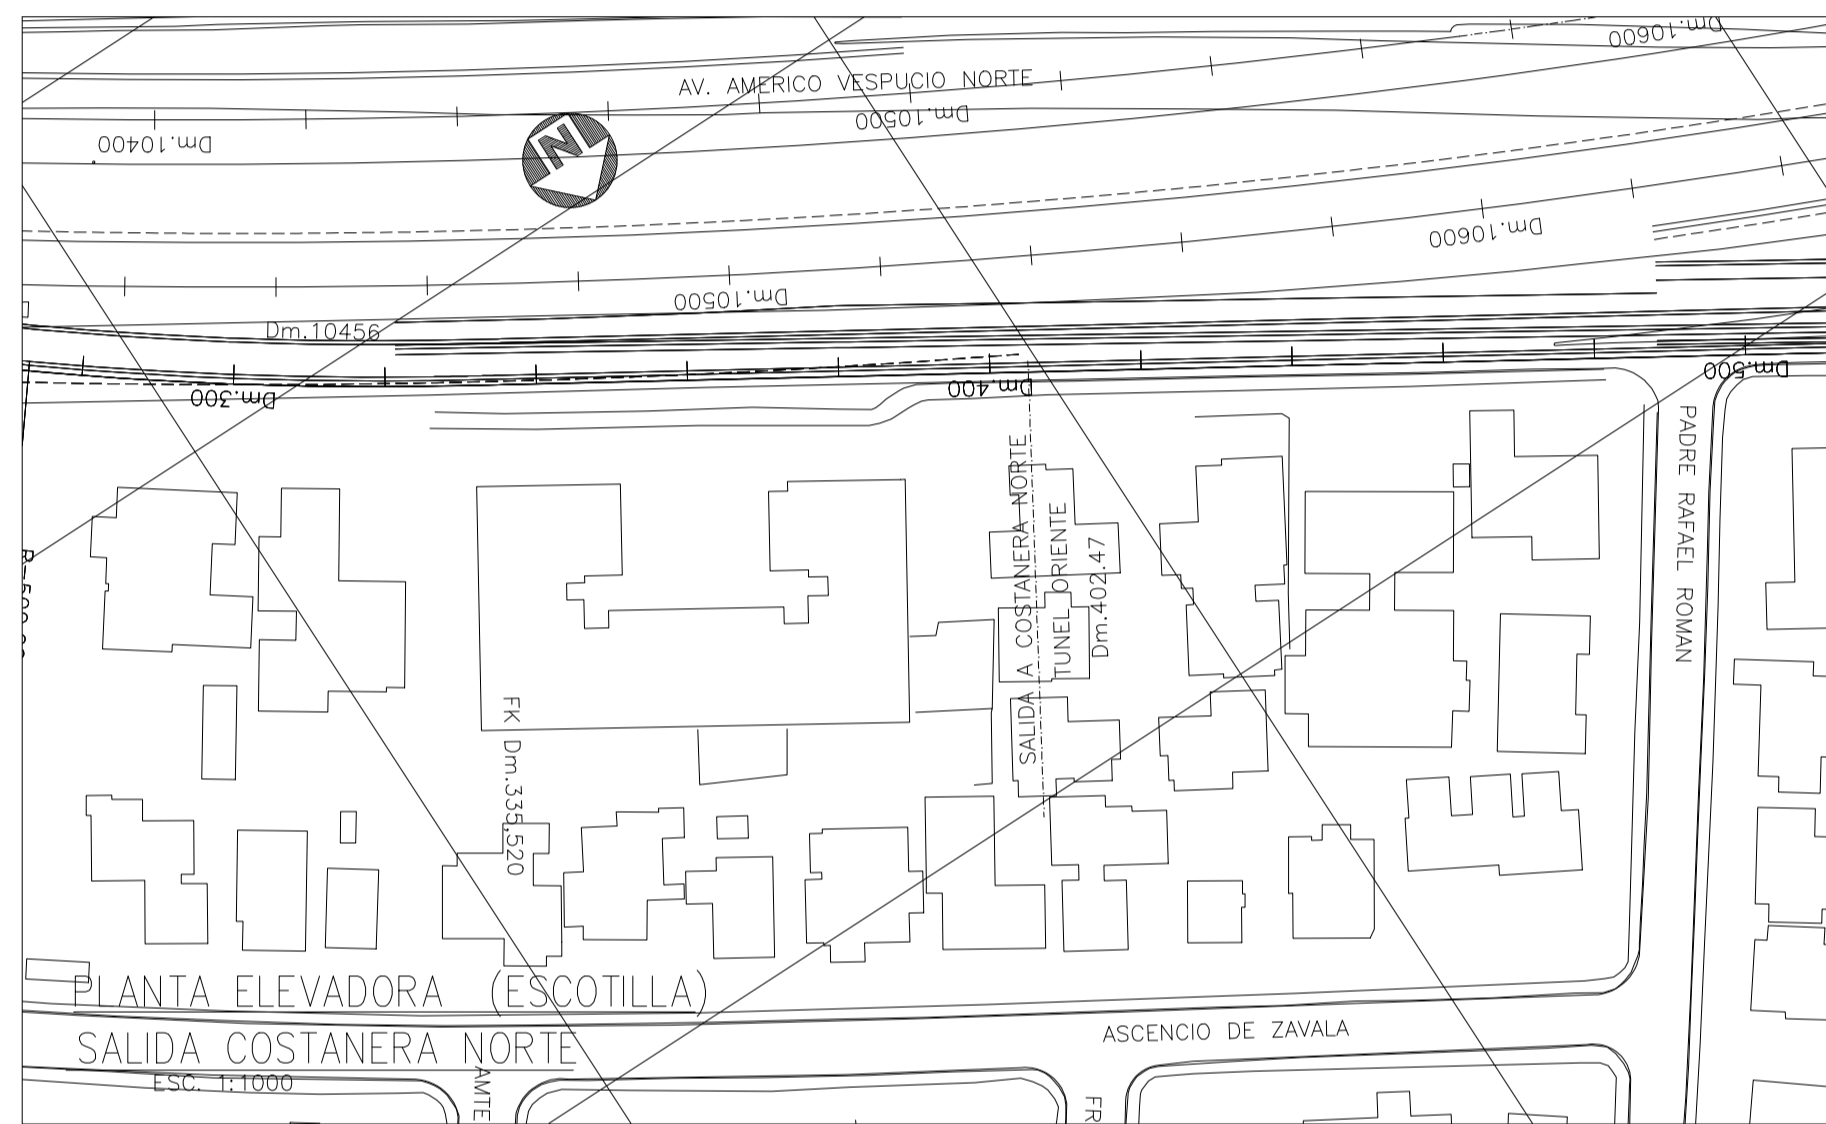 Dm.10600
AV. AMERICO VESPUCIO NORTE
Dm.10500
Dm.10400
N
Dm.10600
Dm.10500
Dm.10456
Dm.300
Dm.400
Dm.500
PADRE RAFAEL ROMAN
SALIDA A COSTANERA NORTE
TUNEL ORIENTE
Dm.402.47
FK Dm.335,520
PLANTA ELEVADORA (ESCOTILLA)
SALIDA COSTANERA NORTE
ESC. 1:1000
ASCENCIO DE ZAVALA
AMTE
FR